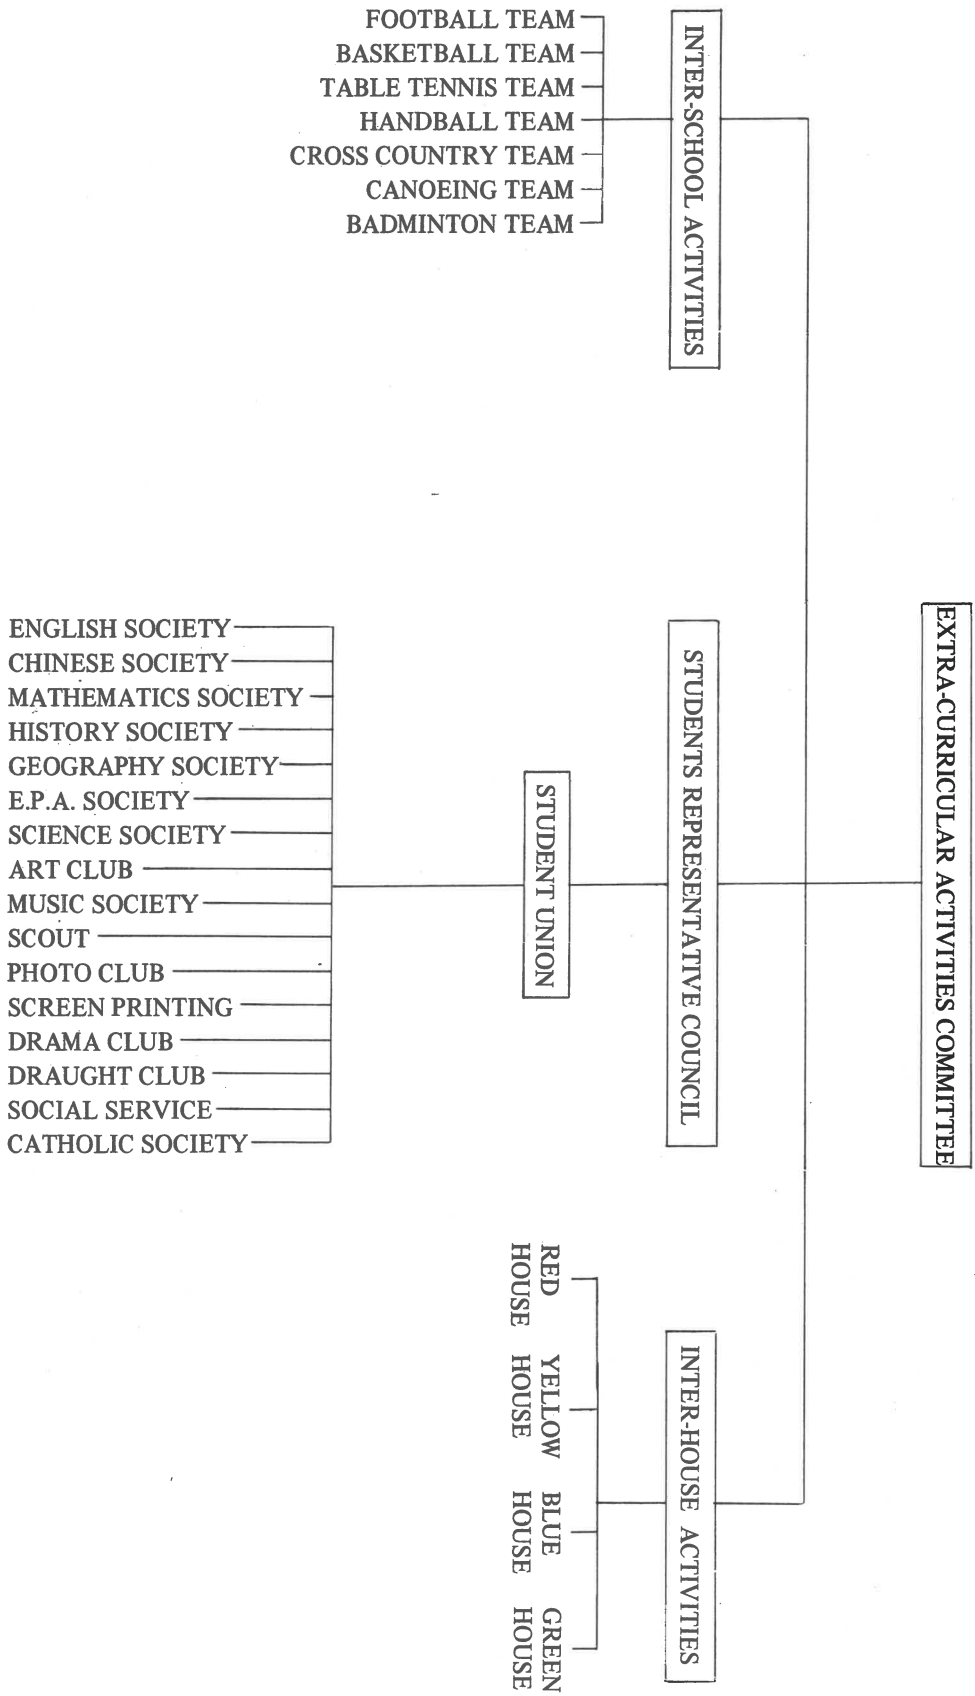 EXTRA-CURRICULAR ACTIVITIES COMMITTEE
INTER-SCHOOL ACTIVITIES
FOOTBALL TEAM
BASKETBALL TEAM
TABLE TENNIS TEAM
HANDBALL TEAM
CROSS COUNTRY TEAM
CANOEING TEAM
BADMINTON TEAM
STUDENTS REPRESENTATIVE COUNCIL
STUDENT UNION
ENGLISH SOCIETY
CHINESE SOCIETY
MATHEMATICS SOCIETY
HISTORY SOCIETY
GEOGRAPHY SOCIETY
E.P.A. SOCIETY
SCIENCE SOCIETY
ART CLUB
MUSIC SOCIETY
SCOUT
PHOTO CLUB
SCREEN PRINTING
DRAMA CLUB
DRAUGHT CLUB
SOCIAL SERVICE
CATHOLIC SOCIETY
INTER-HOUSE ACTIVITIES
RED
HOUSE
YELLOW
HOUSE
BLUE
HOUSE
GREEN
HOUSE